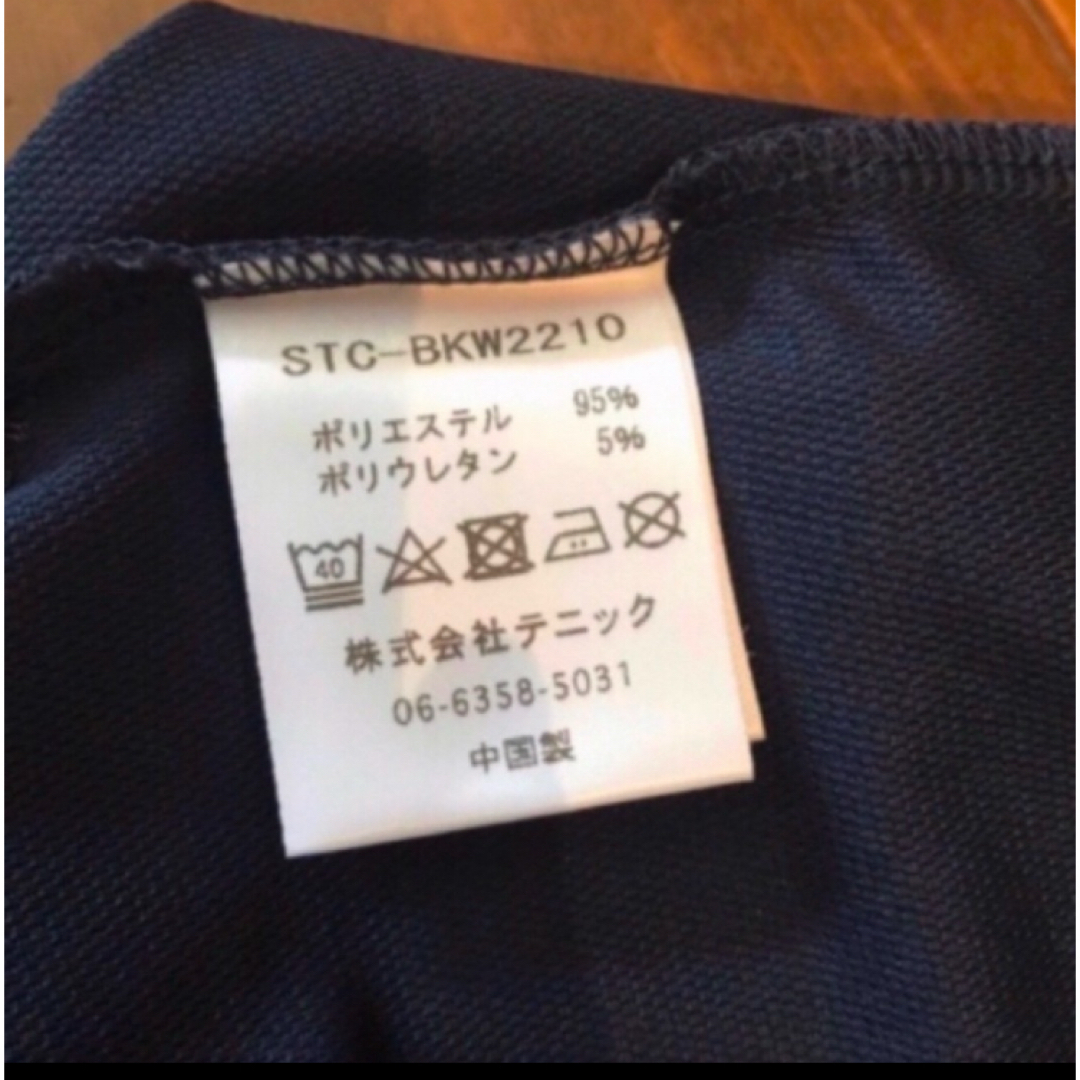 STC-BKW2210
ポリエステル 95%
ポリウレタン 5%
40
株式会社テニック
06-6358-5031
中国製